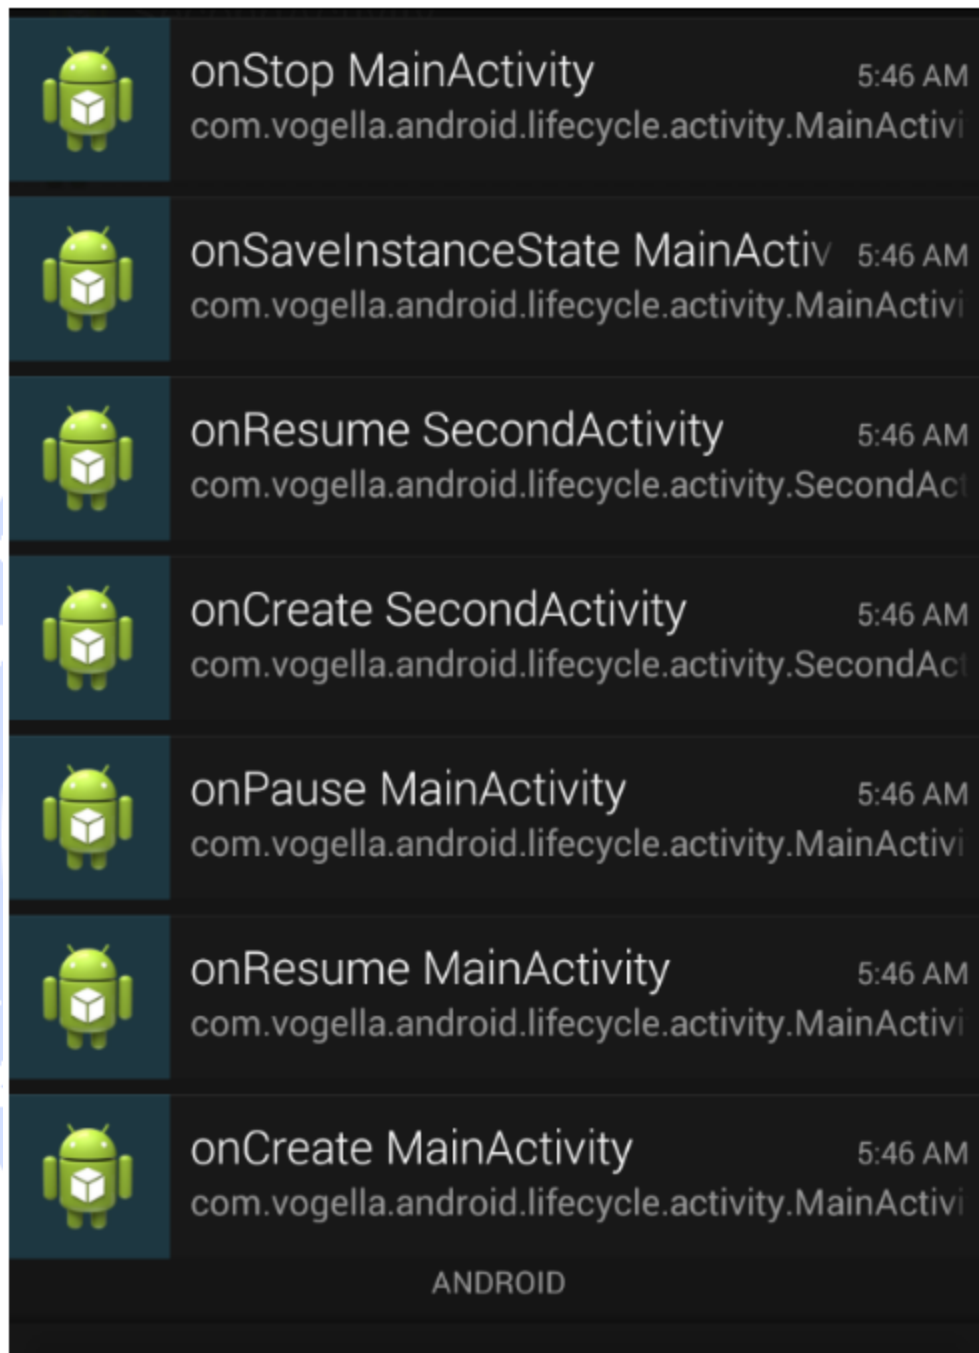 onStop MainActivity 5:46 AM
com.vogella.android.lifecycle.activity.MainActivi
onSaveInstanceState MainActiv 5:46 AM
com.vogella.android.lifecycle.activity.MainActivi
onResume SecondActivity 5:46 AM
com.vogella.android.lifecycle.activity.SecondAct
onCreate SecondActivity 5:46 AM
com.vogella.android.lifecycle.activity.SecondAct
onPause MainActivity 5:46 AM
com.vogella.android.lifecycle.activity.MainActivi
onResume MainActivity 5:46 AM
com.vogella.android.lifecycle.activity.MainActivi
onCreate MainActivity 5:46 AM
com.vogella.android.lifecycle.activity.MainActivi
ANDROID